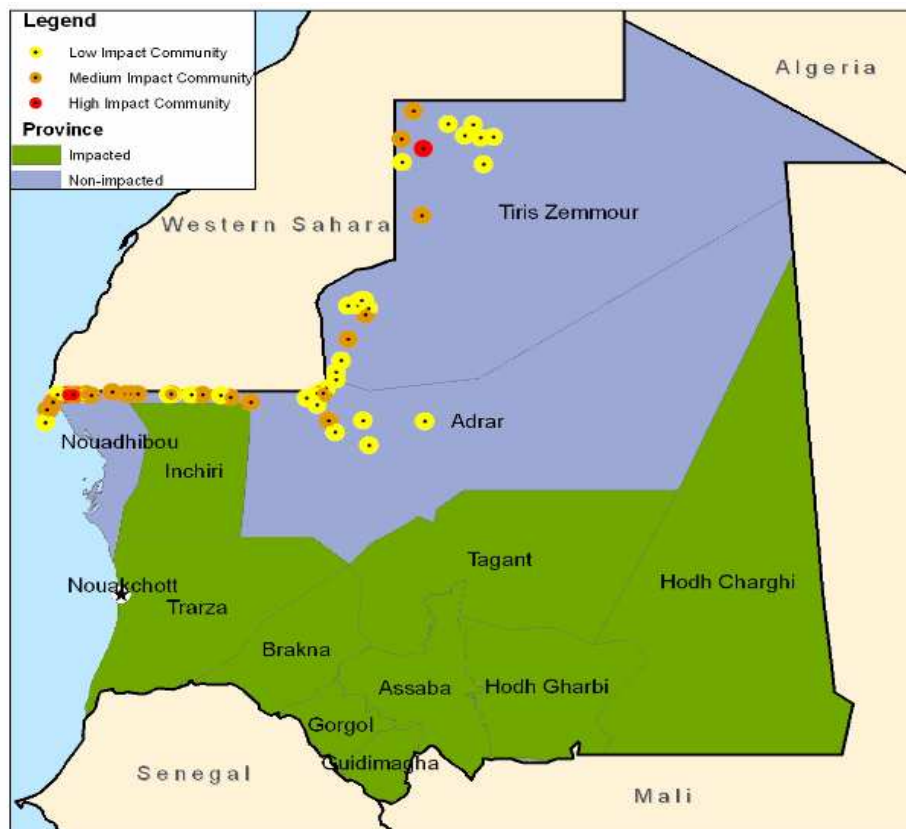 Legend
Low Impact Community
Medium Impact Community
High Impact Community
Province
Impacted
Non-impacted
Algeria
Tiris Zemmour
Western Sahara
Adrar
Nouadhibou
Inchiri
Tagant
Nouakchott
Hodh Charghi
Trarza
Brakna
Assaba
Hodh Gharbi
Gorgol
Guidimagha
Senegal
Mali